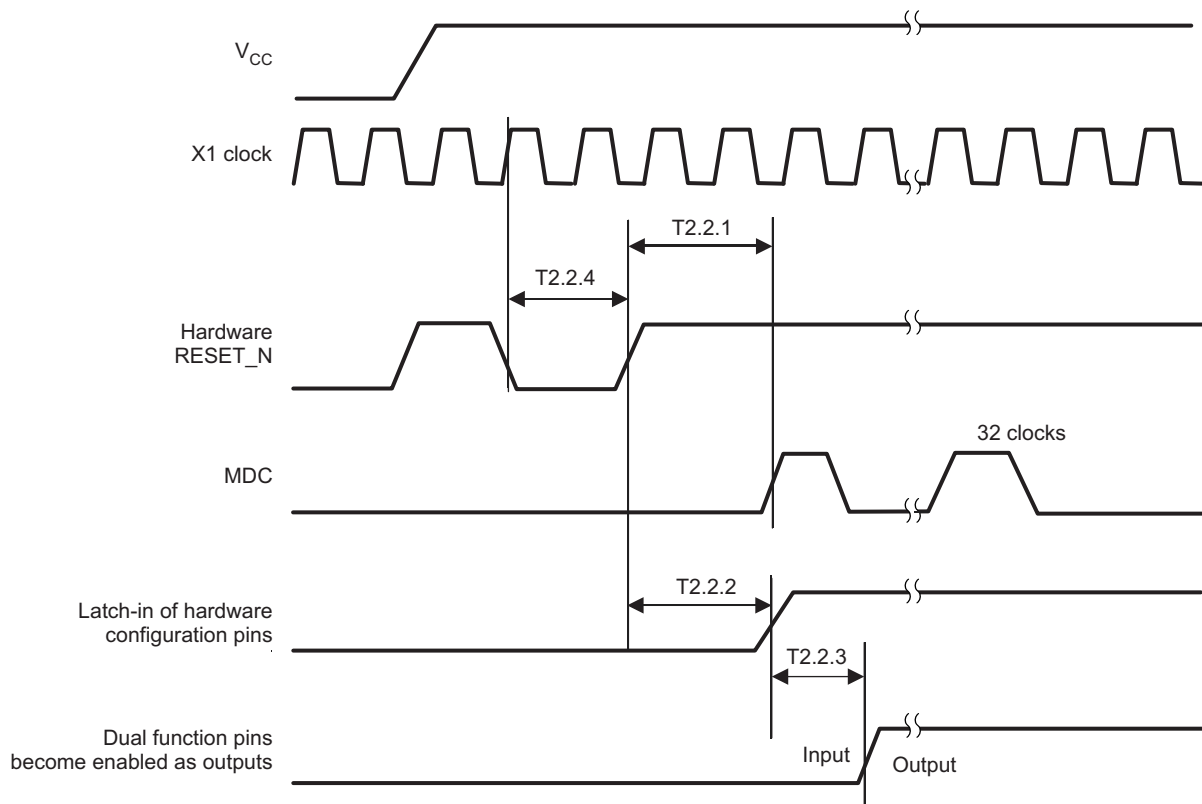 VCC
X1 clock
T2.2.1
T2.2.4
Hardware
RESET_N
32 clocks
MDC
T2.2.2
Latch-in of hardware
configuration pins
T2.2.3
Dual function pins
become enabled as outputs
Input
Output